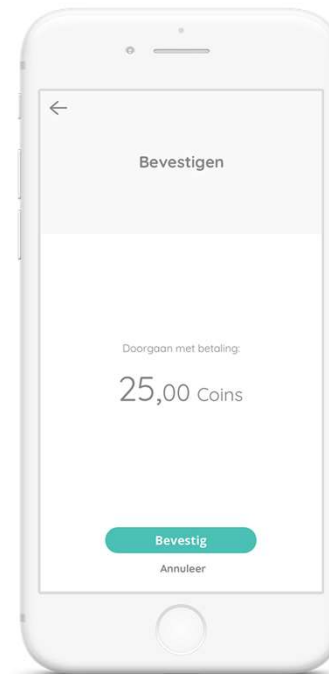 Bevestigen
Doorgaan met betaling:
25,00 Coins
Bevestig
Annuleer